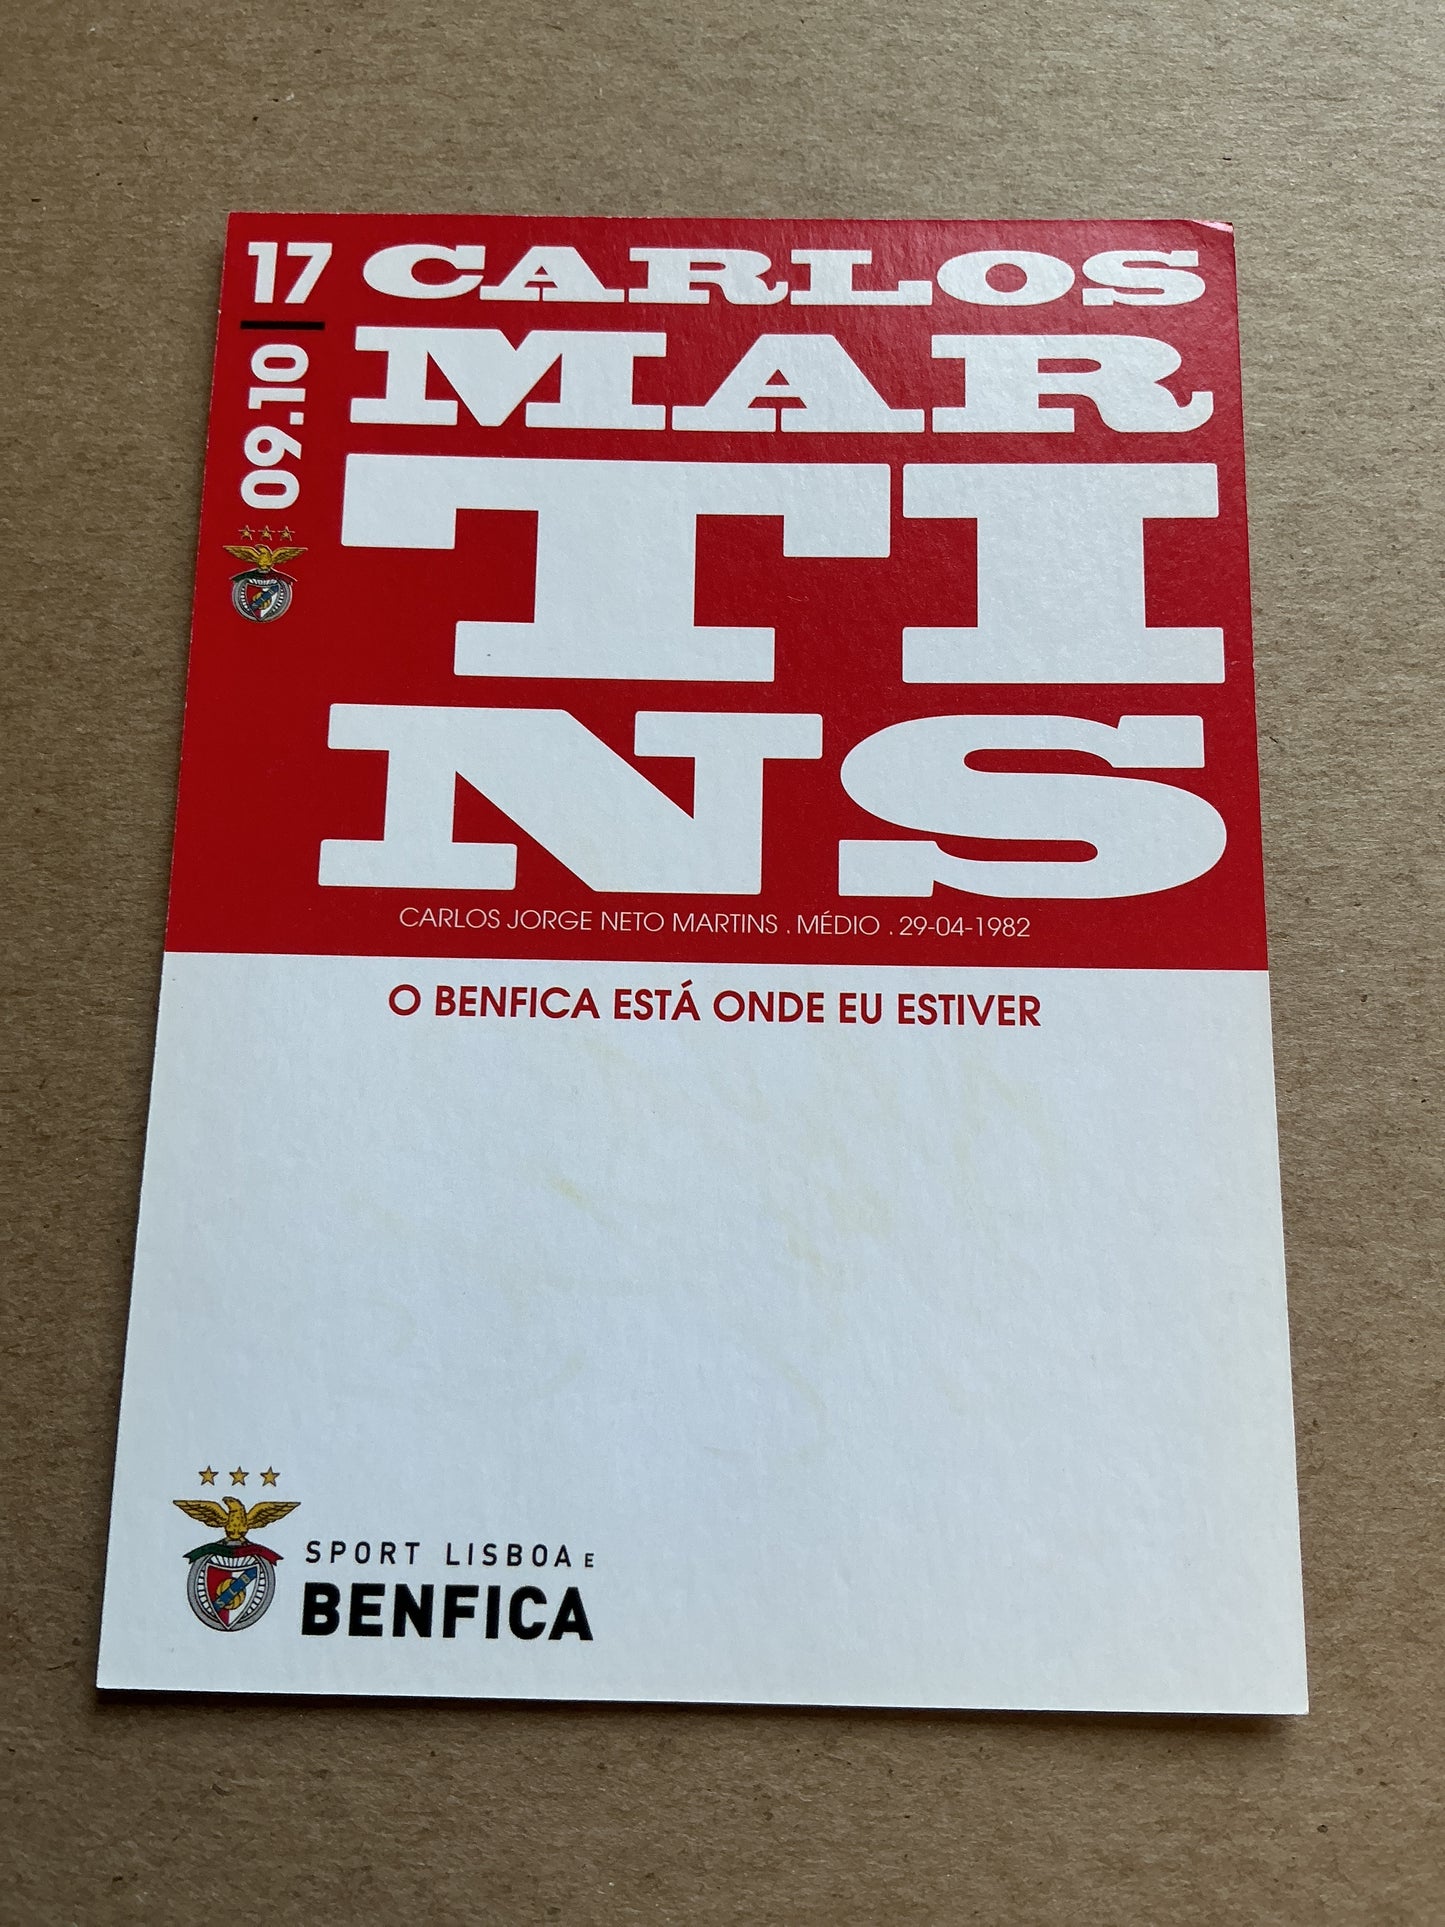 17
09.10
CARLOS
MAR
TI
NS
CARLOS JORGE NETO MARTINS . MÉDIO . 29-04-1982
O BENFICA ESTÁ ONDE EU ESTIVER
SPORT LISBOA E
BENFICA